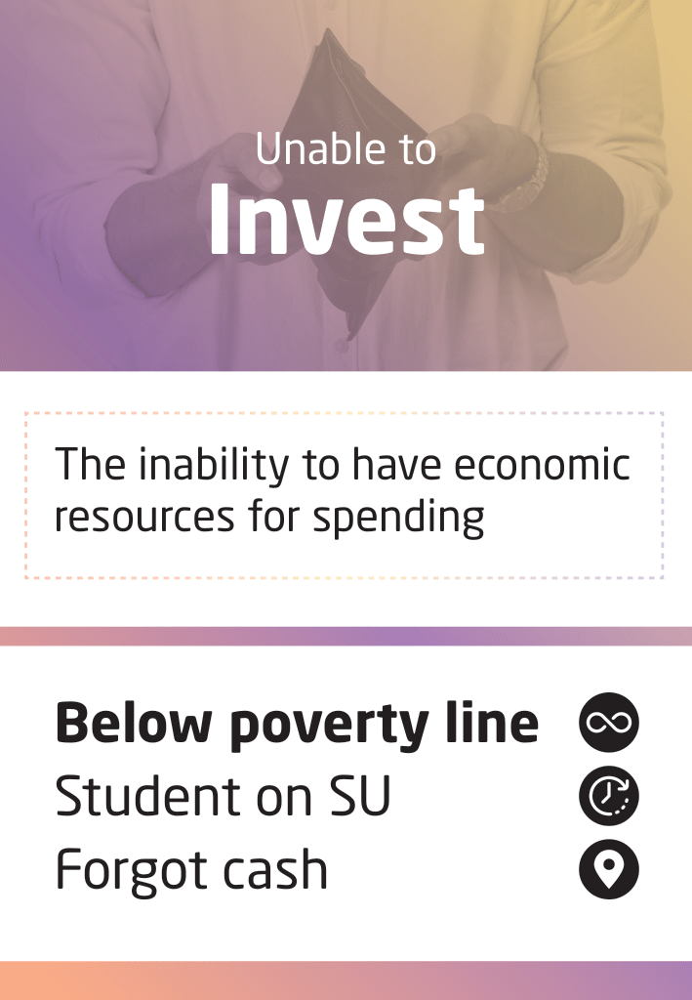 Unable to
Invest
The inability to have economic
resources for spending
Below poverty line
Student on SU
Forgot cash